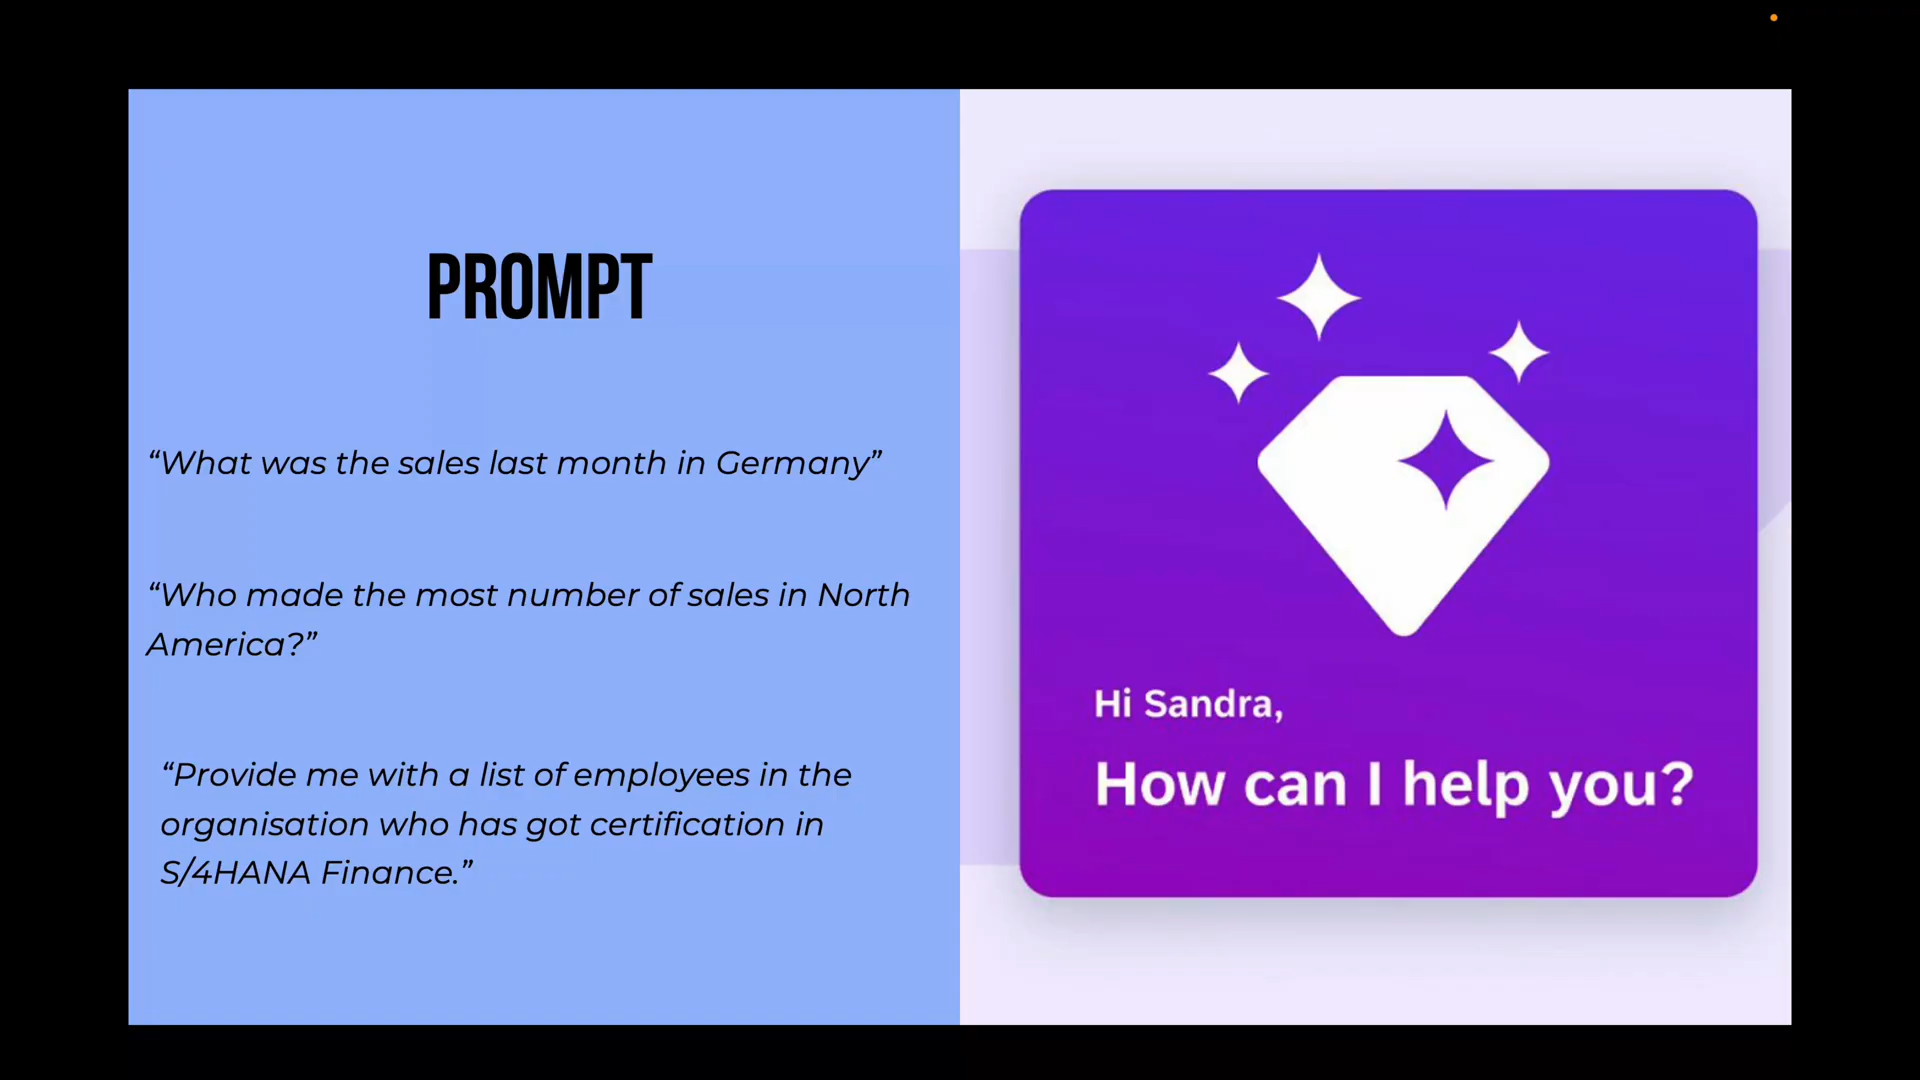 PROMPT
“What was the sales last month in Germany”
“Who made the most number of sales in North
America?”
“Provide me with a list of employees in the
organisation who has got certification in
S/4HANA Finance.”
Hi Sandra,
How can I help you?